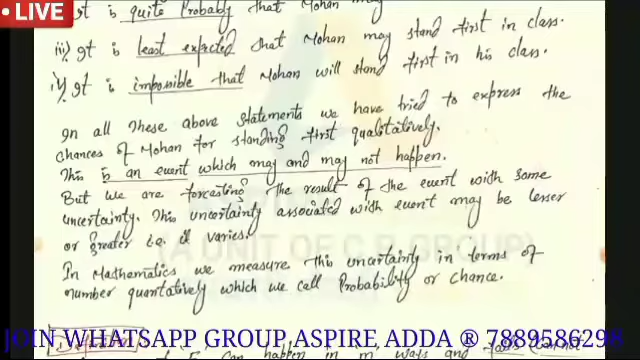 LIVE
is quite Probably that Mohan may
iii) It is least expected that Mohan may stand first in class.
iv) It is impossible that Mohan will stand first in his class.
In all these above statements we have tried to express the
chances of Mohan for standing first qualitatively.
This is an event which may and may not happen.
But we are forcasting the result of the event with some
uncertainty. This uncertainty associated with event may be lesser
or greater i.e. it varies.
(A UNIT OF C P GROUP)
In Mathematics we measure this uncertainty in terms of
number quantatively which we call Probability or chance.
JOIN WHATSAPP GROUP, ASPIRE, ADDA ® 7889586298
Definition
E can happen in m ways and can not